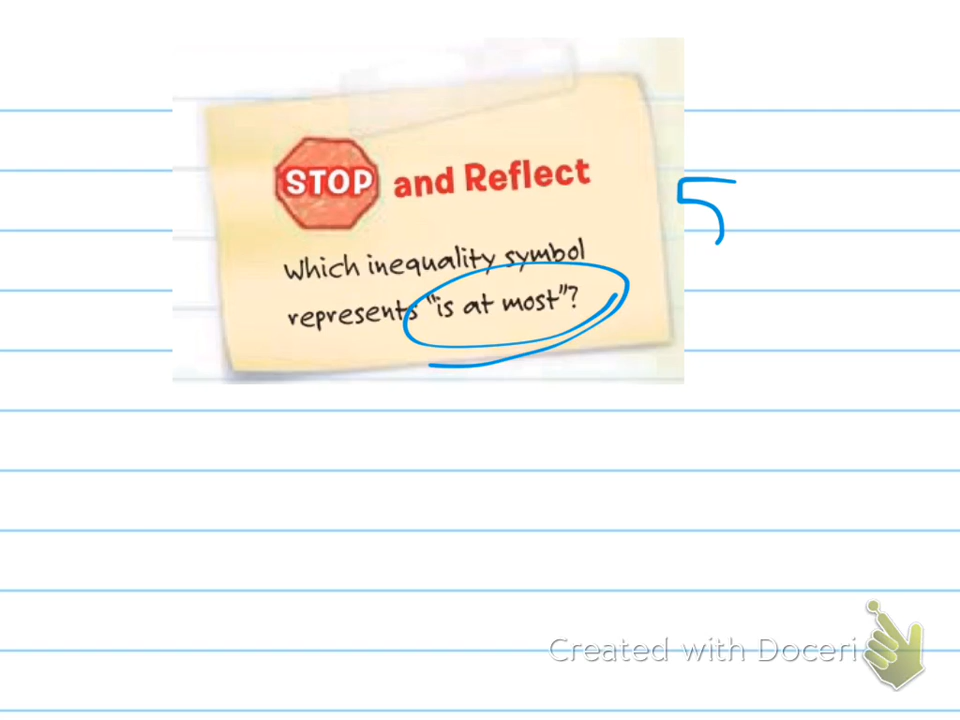 STOP and Reflect
Which inequality symbol
represents "is at most"?
5
Created with Doceri